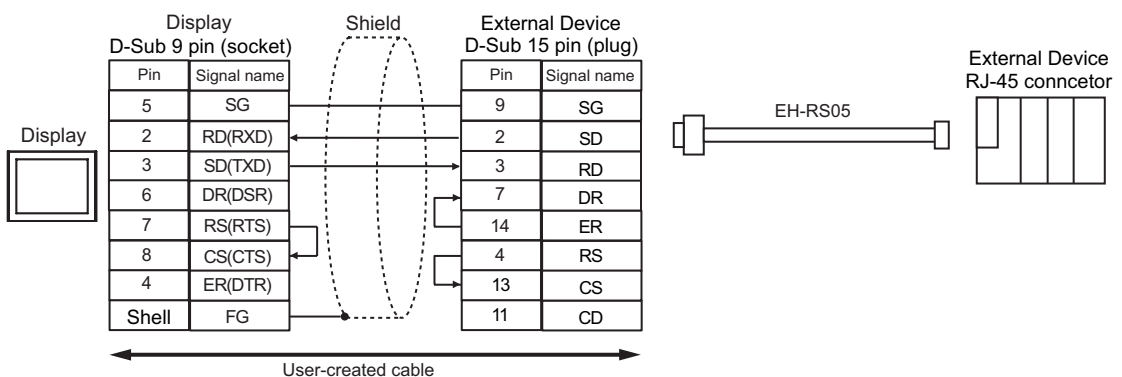 Display
D-Sub 9 pin (socket)
Shield
External Device
D-Sub 15 pin (plug)
Pin Signal name
5 SG
2 RD(RXD)
3 SD(TXD)
6 DR(DSR)
7 RS(RTS)
8 CS(CTS)
4 ER(DTR)
Shell FG
Pin Signal name
9 SG
2 SD
3 RD
7 DR
14 ER
4 RS
13 CS
11 CD
Display
User-created cable
EH-RS05
External Device
RJ-45 conncetor